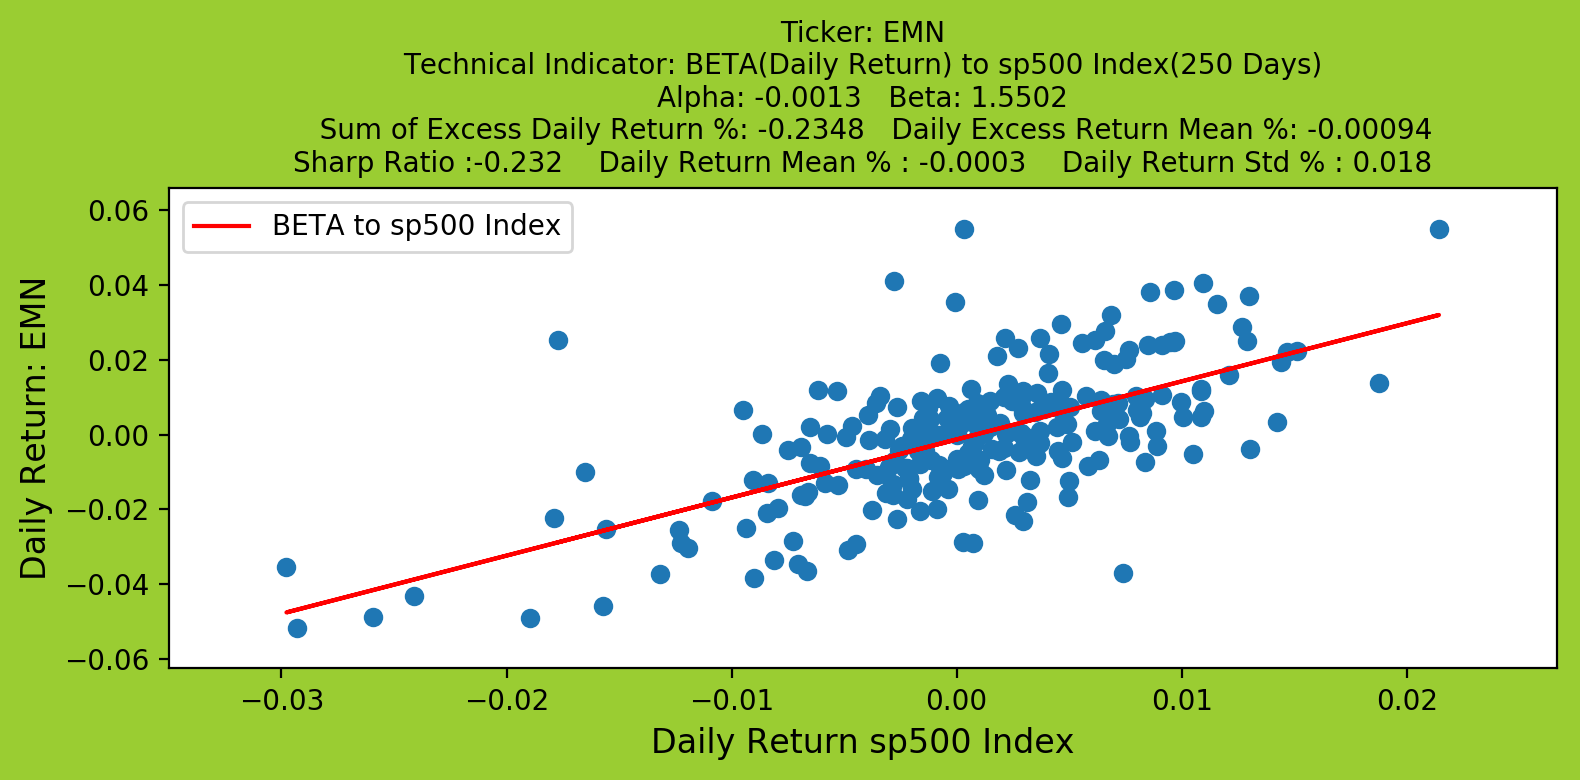 Ticker: EMN
Technical Indicator: BETA(Daily Return) to sp500 Index(250 Days)
Alpha: -0.0013   Beta: 1.5502
Sum of Excess Daily Return %: -0.2348   Daily Excess Return Mean %: -0.00094
Sharp Ratio :-0.232    Daily Return Mean % : -0.0003    Daily Return Std % : 0.018
BETA to sp500 Index
Daily Return: EMN
0.06
0.04
0.02
0.00
−0.02
−0.04
−0.06
−0.03 −0.02 −0.01 0.00 0.01 0.02
Daily Return sp500 Index